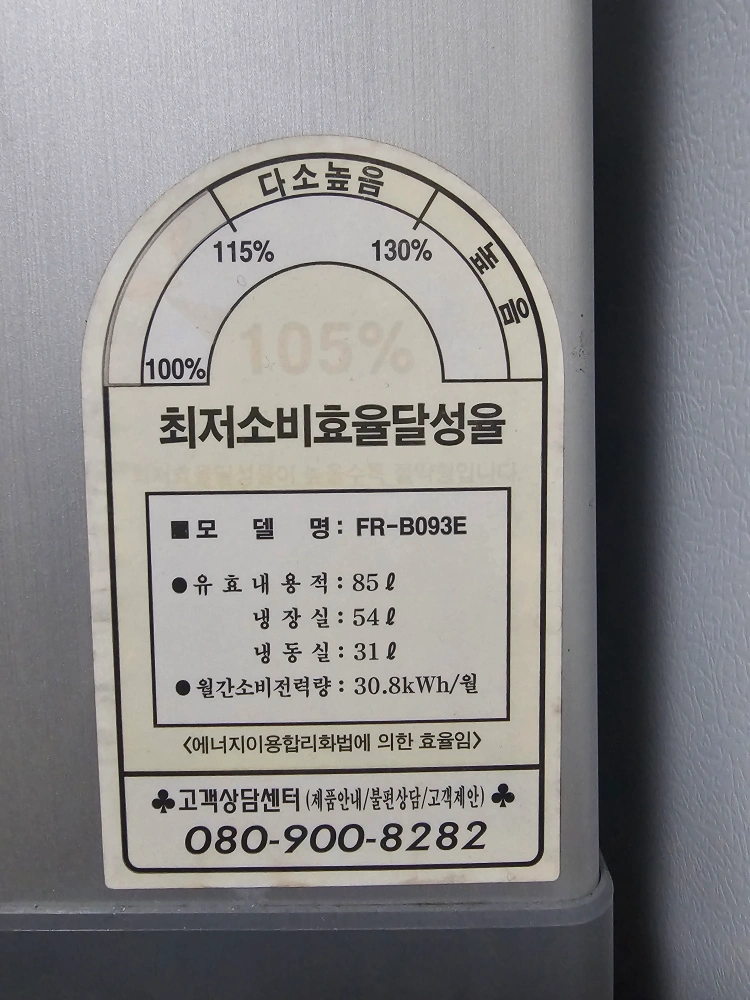 다소높음
115% 130%
높음
100%
105%
최저소비효율달성율
■모 델 명 : FR-B093E
●유 효 내 용 적 : 85ℓ
냉 장 실 : 54ℓ
냉 동 실 : 31ℓ
●월간소비전력량 : 30.8kWh/월
<에너지이용합리화법에 의한 효율임>
♣고객상담센터 (제품안내/불편상담/고객제안)♣
080-900-8282